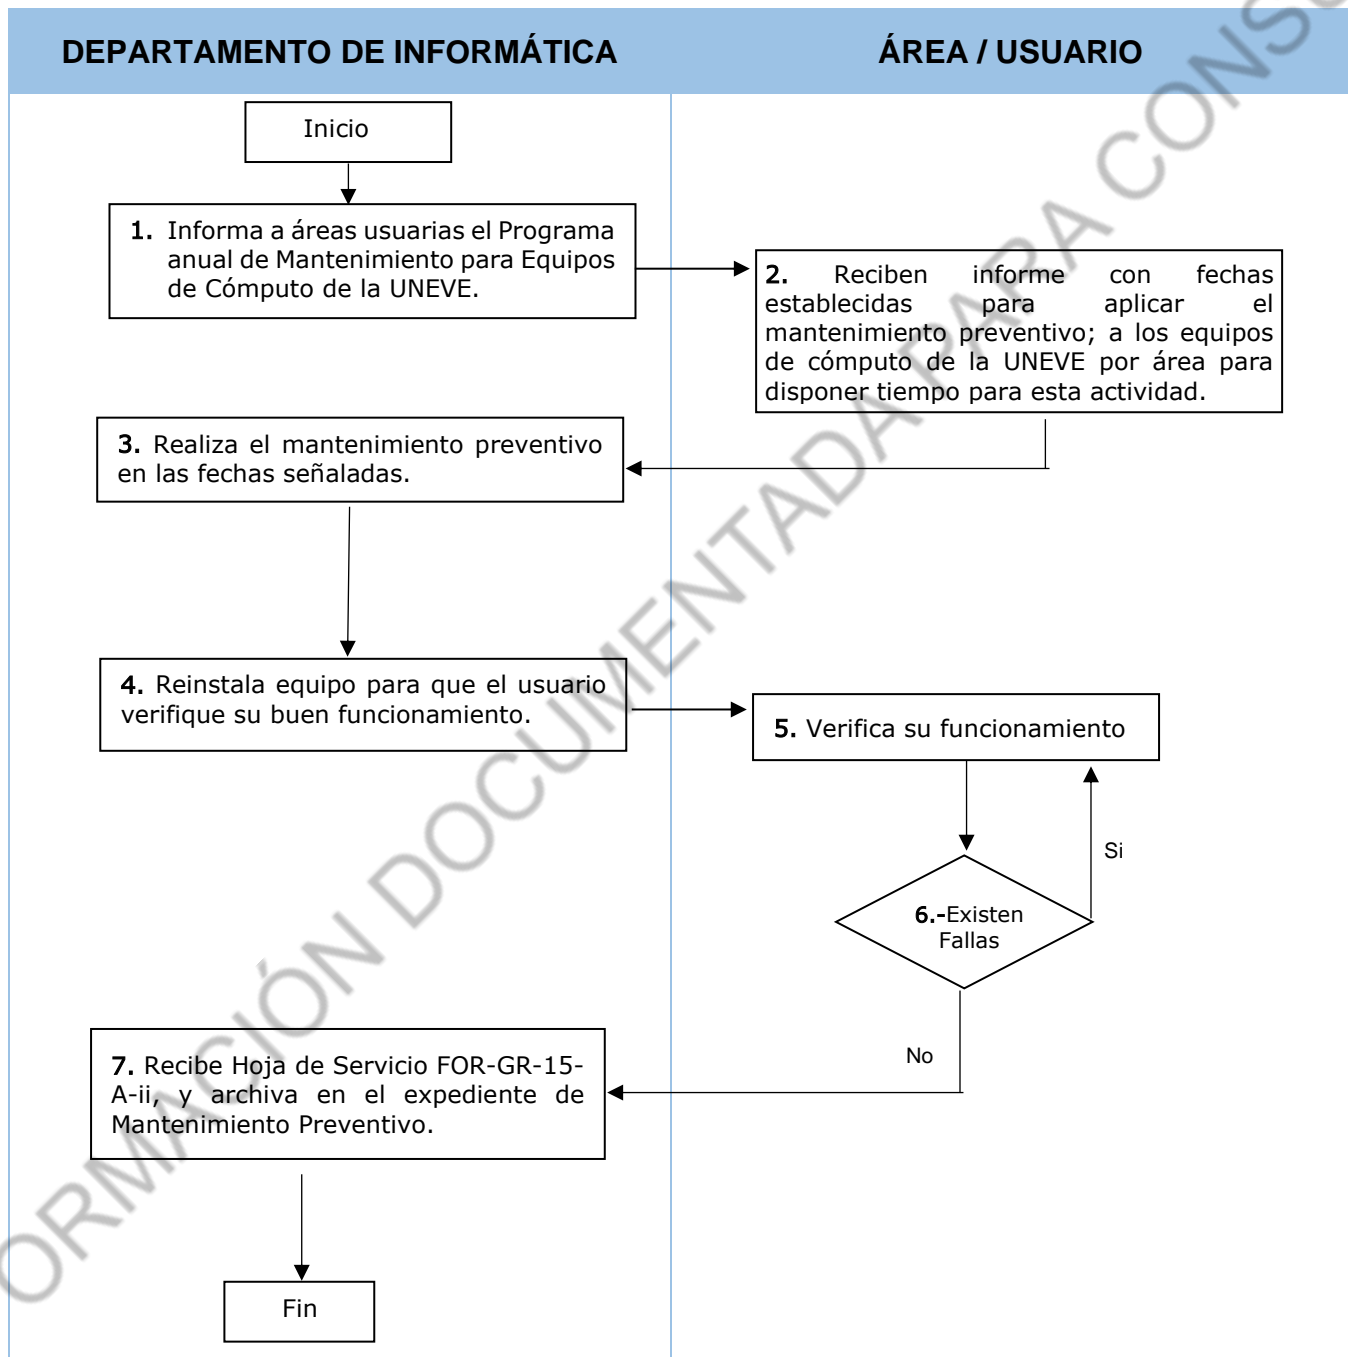 DEPARTAMENTO DE INFORMÁTICA
ÁREA / USUARIO
Inicio
1. Informa a áreas usuarias el Programa
anual de Mantenimiento para Equipos
de Cómputo de la UNEVE.
2. Reciben informe con fechas
establecidas para aplicar el
mantenimiento preventivo; a los equipos
de cómputo de la UNEVE por área para
disponer tiempo para esta actividad.
3. Realiza el mantenimiento preventivo
en las fechas señaladas.
4. Reinstala equipo para que el usuario
verifique su buen funcionamiento.
5. Verifica su funcionamiento
Si
6.-Existen
Fallas
No
7. Recibe Hoja de Servicio FOR-GR-15-
A-ii, y archiva en el expediente de
Mantenimiento Preventivo.
Fin
ORMACIÓN DOCUMENTADA PARA CONSU